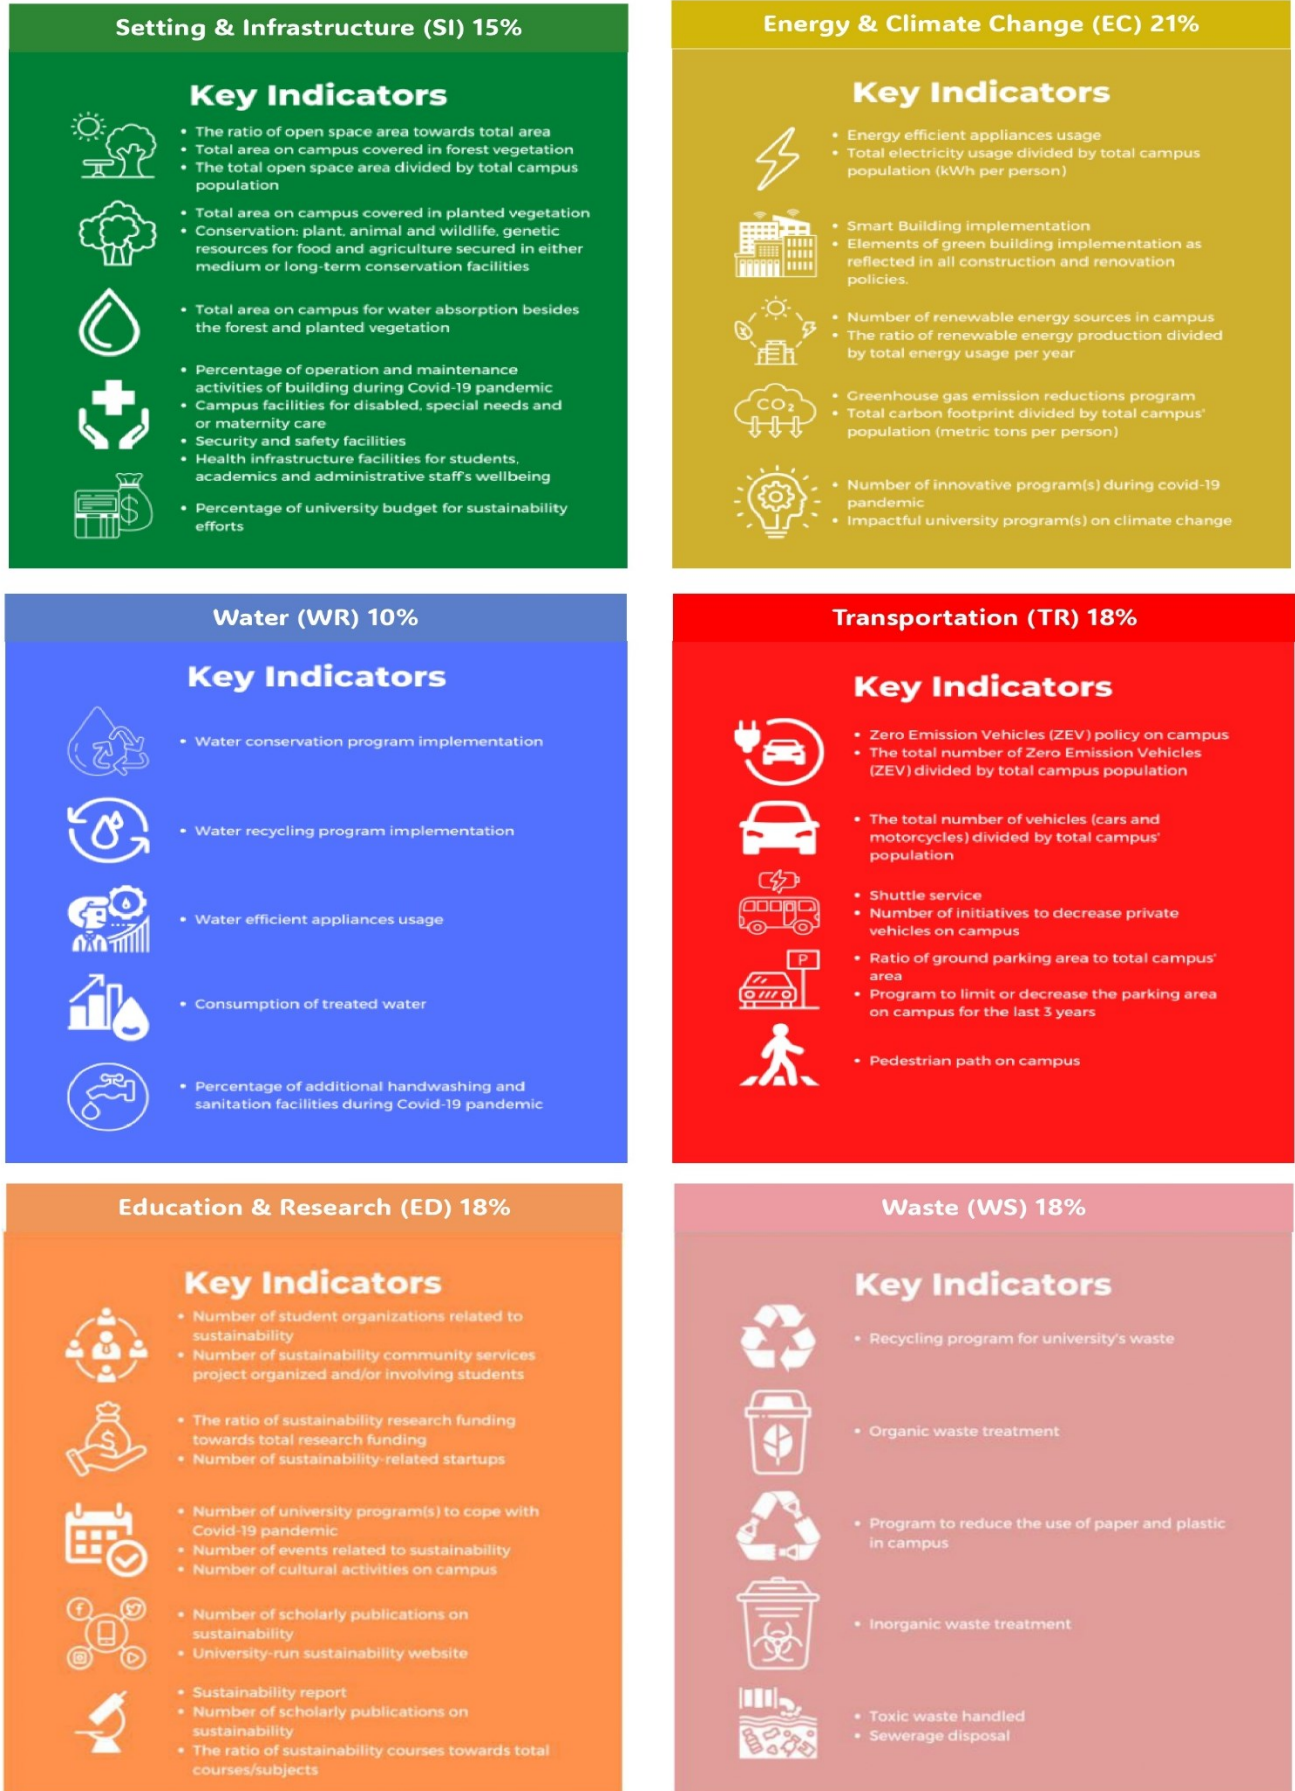 Setting & Infrastructure (SI) 15%
Key Indicators
• The ratio of open space area towards total area
• Total area on campus covered in forest vegetation
• The total open space area divided by total campus
population
• Total area on campus covered in planted vegetation
• Conservation: plant, animal and wildlife, genetic
resources for food and agriculture secured in either
medium or long-term conservation facilities
• Total area on campus for water absorption besides
the forest and planted vegetation
• Percentage of operation and maintenance
activities of building during Covid-19 pandemic
• Campus facilities for disabled, special needs and
or maternity care
• Security and safety facilities
• Health infrastructure facilities for students,
academics and administrative staff's wellbeing
$
• Percentage of university budget for sustainability
efforts
Energy & Climate Change (EC) 21%
Key Indicators
• Energy efficient appliances usage
• Total electricity usage divided by total campus
population (kWh per person)
• Smart Building implementation
• Elements of green building implementation as
reflected in all construction and renovation
policies.
• Number of renewable energy sources in campus
• The ratio of renewable energy production divided
by total energy usage per year
CO2
• Greenhouse gas emission reductions program
• Total carbon footprint divided by total campus'
population (metric tons per person)
• Number of innovative program(s) during covid-19
pandemic
• Impactful university program(s) on climate change
Water (WR) 10%
Key Indicators
• Water conservation program implementation
• Water recycling program implementation
• Water efficient appliances usage
• Consumption of treated water
• Percentage of additional handwashing and
sanitation facilities during Covid-19 pandemic
Transportation (TR) 18%
Key Indicators
• Zero Emission Vehicles (ZEV) policy on campus
• The total number of Zero Emission Vehicles
(ZEV) divided by total campus population
• The total number of vehicles (cars and
motorcycles) divided by total campus'
population
• Shuttle service
• Number of initiatives to decrease private
vehicles on campus
P
• Ratio of ground parking area to total campus'
area
• Program to limit or decrease the parking area
on campus for the last 3 years
• Pedestrian path on campus
Education & Research (ED) 18%
Key Indicators
• Number of student organizations related to
sustainability
• Number of sustainability community services
project organized and/or involving students
$
• The ratio of sustainability research funding
towards total research funding
• Number of sustainability-related startups
• Number of university program(s) to cope with
Covid-19 pandemic
• Number of events related to sustainability
• Number of cultural activities on campus
• Number of scholarly publications on
sustainability
• University-run sustainability website
• Sustainability report
• Number of scholarly publications on
sustainability
• The ratio of sustainability courses towards total
courses/subjects
Waste (WS) 18%
Key Indicators
• Recycling program for university's waste
• Organic waste treatment
• Program to reduce the use of paper and plastic
in campus
• Inorganic waste treatment
• Toxic waste handled
• Sewerage disposal